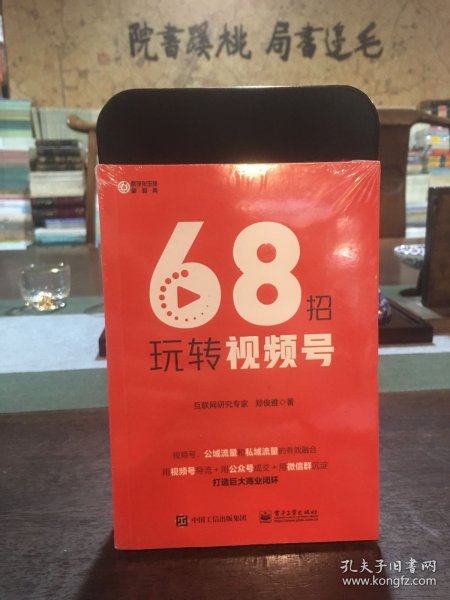 院書蹊桃 局書逢毛
68招
玩转视频号
互联网研究专家 郑俊雅◎著
视频号，公域流量和私域流量的有效融合
用视频号导流+用公众号成交+用微信群沉淀
打造巨大商业闭环
中国工信出版集团
电子工业出版社
孔夫子旧书网
www.kongfz.com